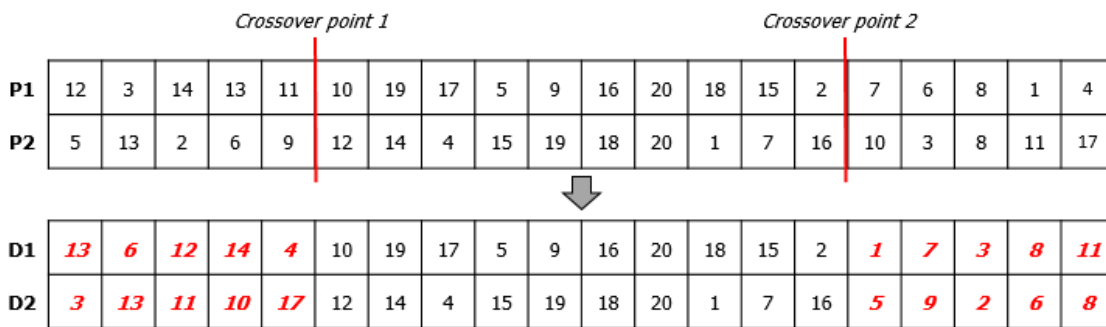 Crossover point 1 Crossover point 2
P1 12 3 14 13 11 10 19 17 5 9 16 20 18 15 2 7 6 8 1 4
P2 5 13 2 6 9 12 14 4 15 19 18 20 1 7 16 10 3 8 11 17
D1 13 6 12 14 4 10 19 17 5 9 16 20 18 15 2 1 7 3 8 11
D2 3 13 11 10 17 12 14 4 15 19 18 20 1 7 16 5 9 2 6 8